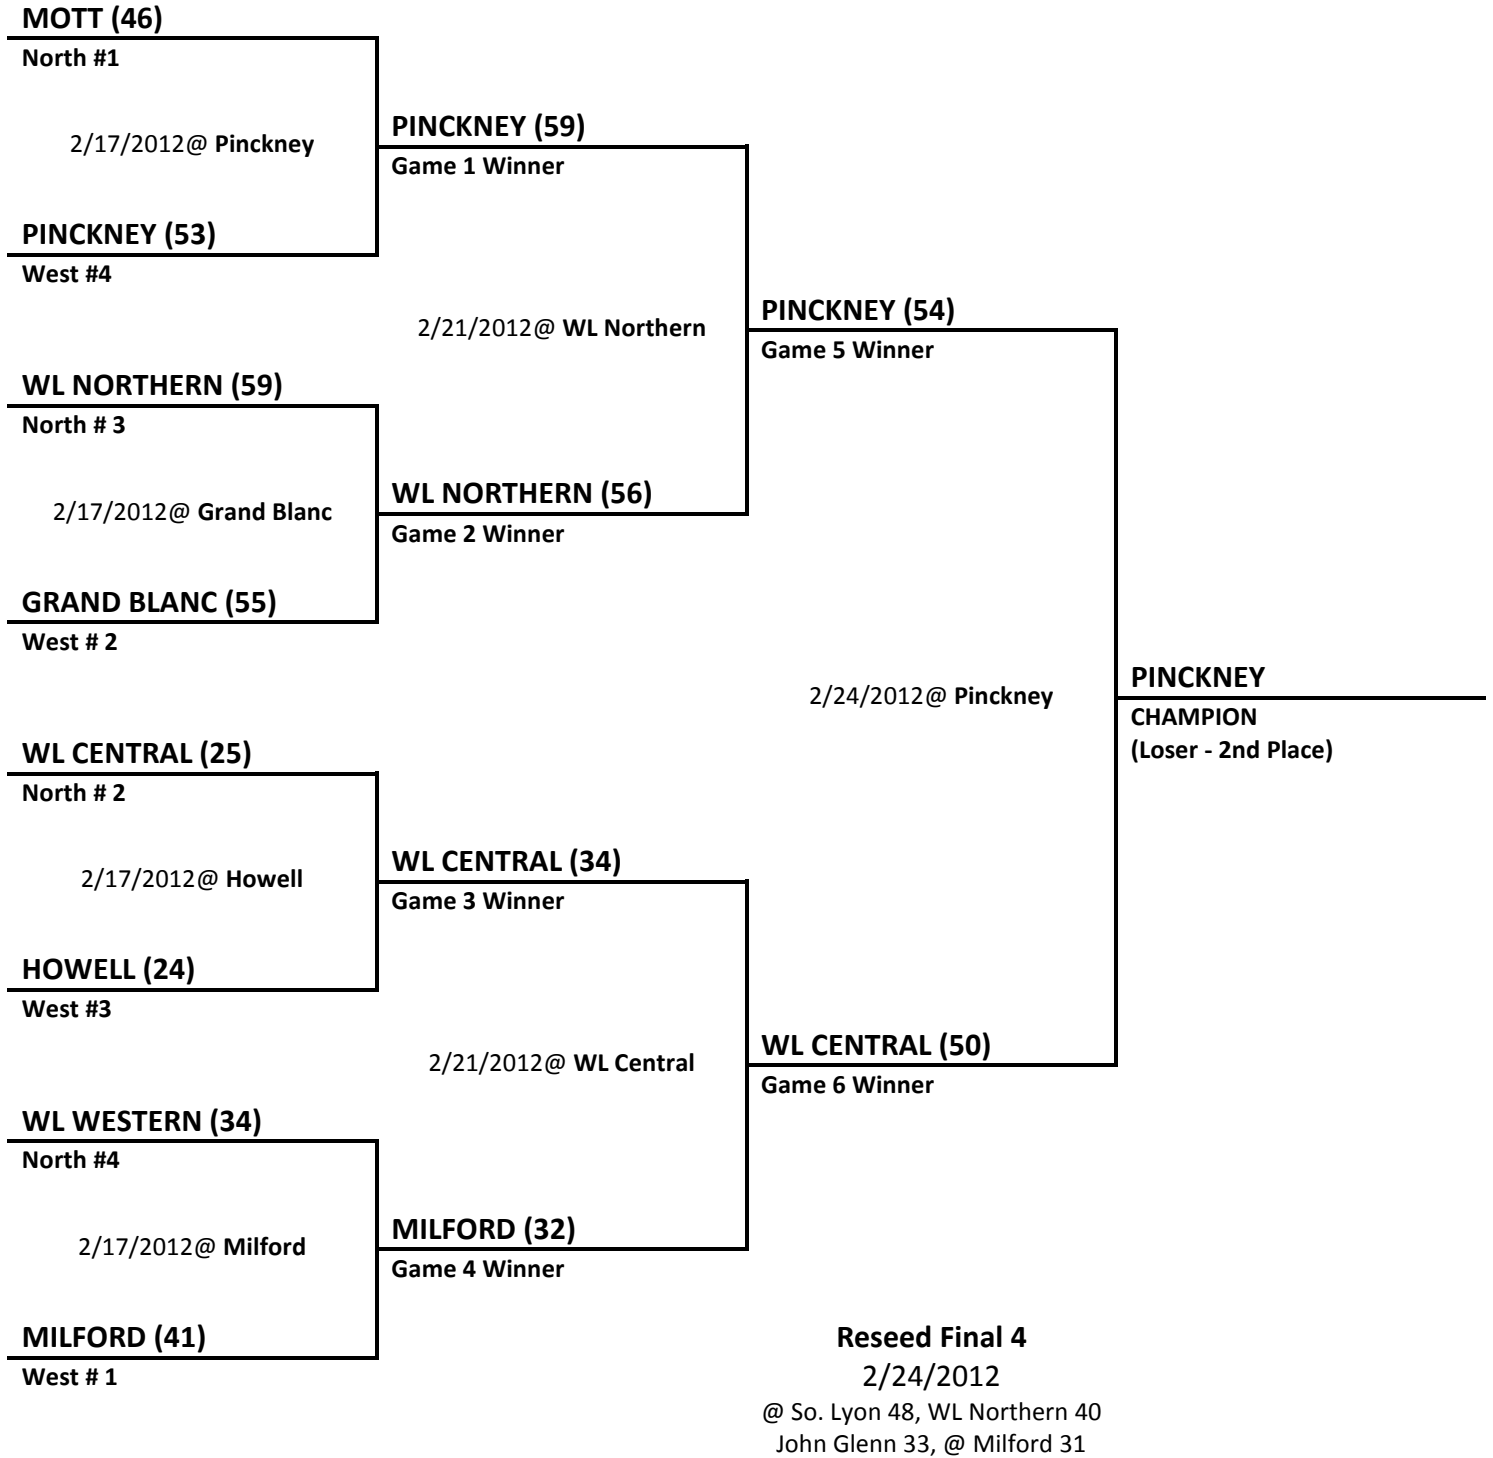 MOTT (46)
North #1
2/17/2012@ Pinckney
PINCKNEY (59)
Game 1 Winner
PINCKNEY (53)
West #4
2/21/2012@ WL Northern
PINCKNEY (54)
Game 5 Winner
WL NORTHERN (59)
North # 3
2/17/2012@ Grand Blanc
WL NORTHERN (56)
Game 2 Winner
GRAND BLANC (55)
West # 2
2/24/2012@ Pinckney
PINCKNEY
CHAMPION
(Loser - 2nd Place)
WL CENTRAL (25)
North # 2
2/17/2012@ Howell
WL CENTRAL (34)
Game 3 Winner
HOWELL (24)
West #3
2/21/2012@ WL Central
WL CENTRAL (50)
Game 6 Winner
WL WESTERN (34)
North #4
2/17/2012@ Milford
MILFORD (32)
Game 4 Winner
MILFORD (41)
West # 1
Reseed Final 4
2/24/2012
@ So. Lyon 48, WL Northern 40
John Glenn 33, @ Milford 31